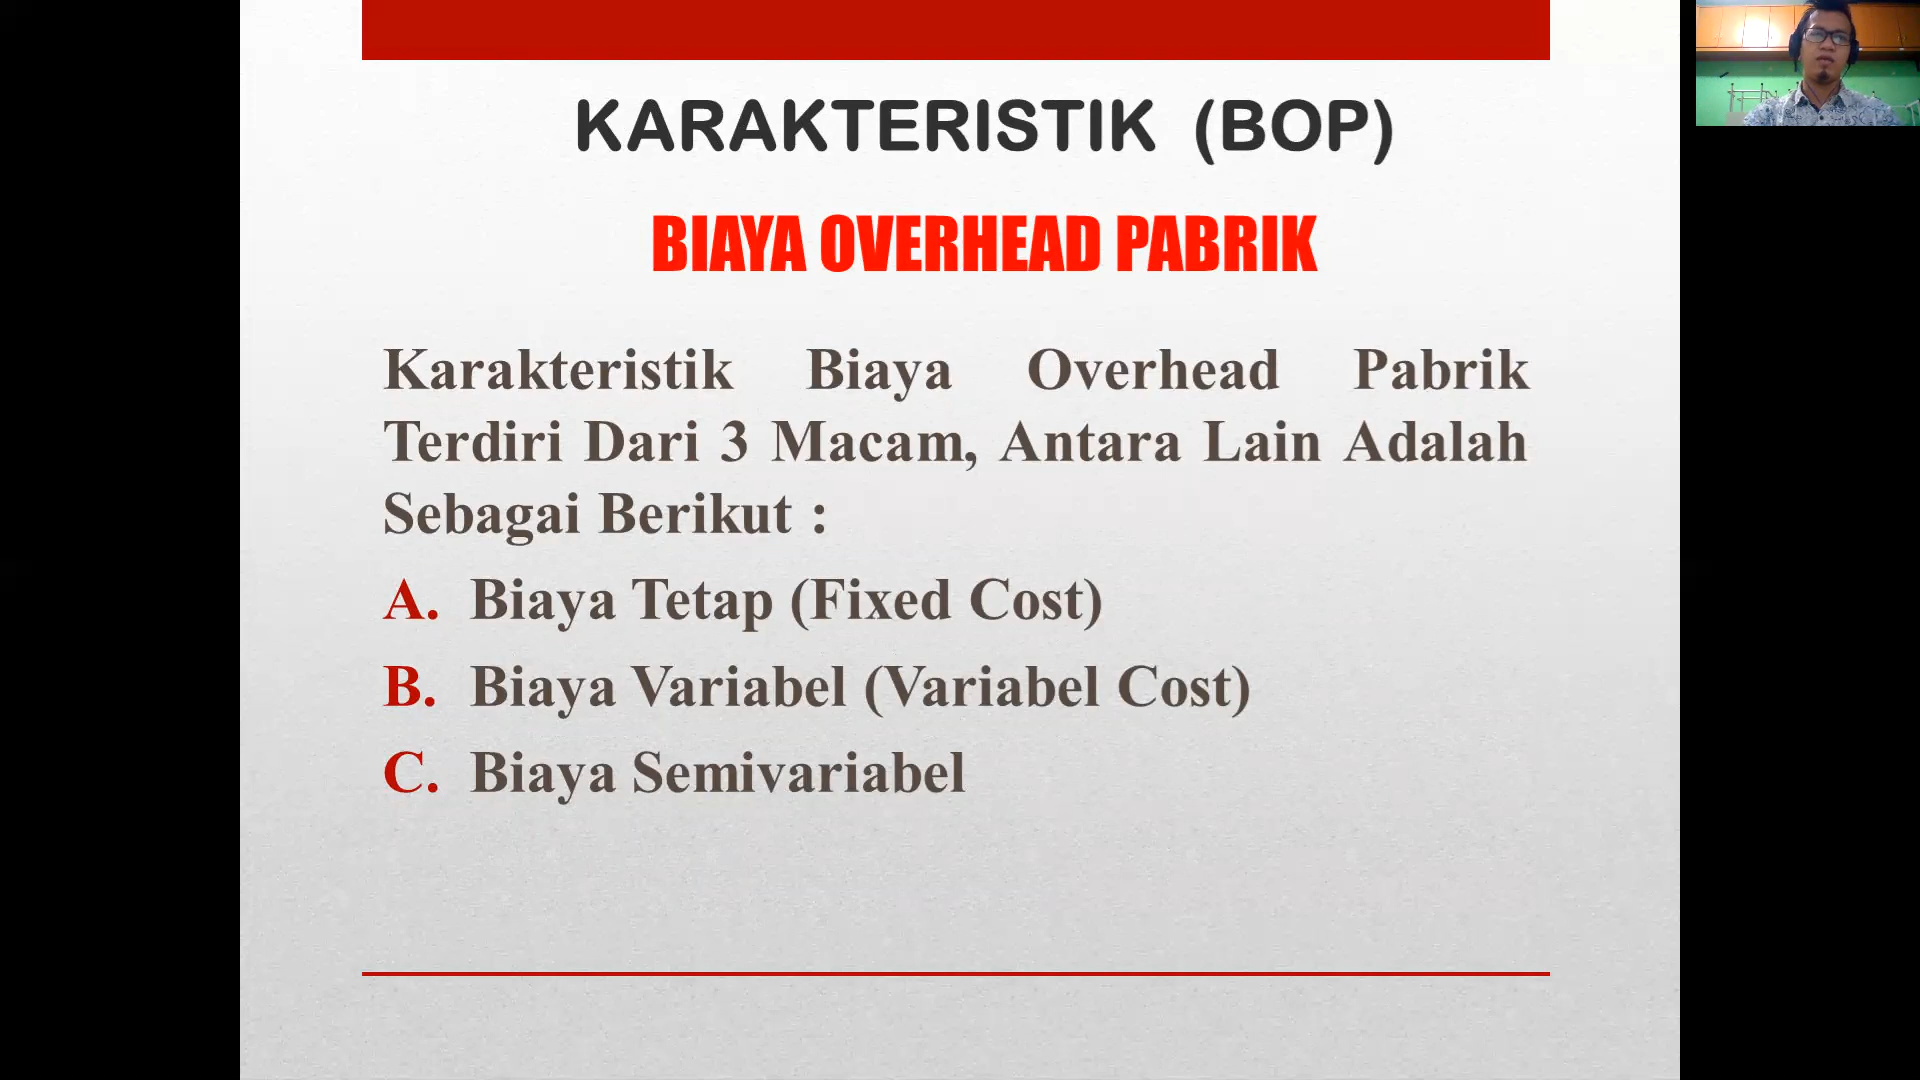 KARAKTERISTIK (BOP)
BIAYA OVERHEAD PABRIK
Karakteristik Biaya Overhead Pabrik
Terdiri Dari 3 Macam, Antara Lain Adalah
Sebagai Berikut :
A. Biaya Tetap (Fixed Cost)
B. Biaya Variabel (Variabel Cost)
C. Biaya Semivariabel